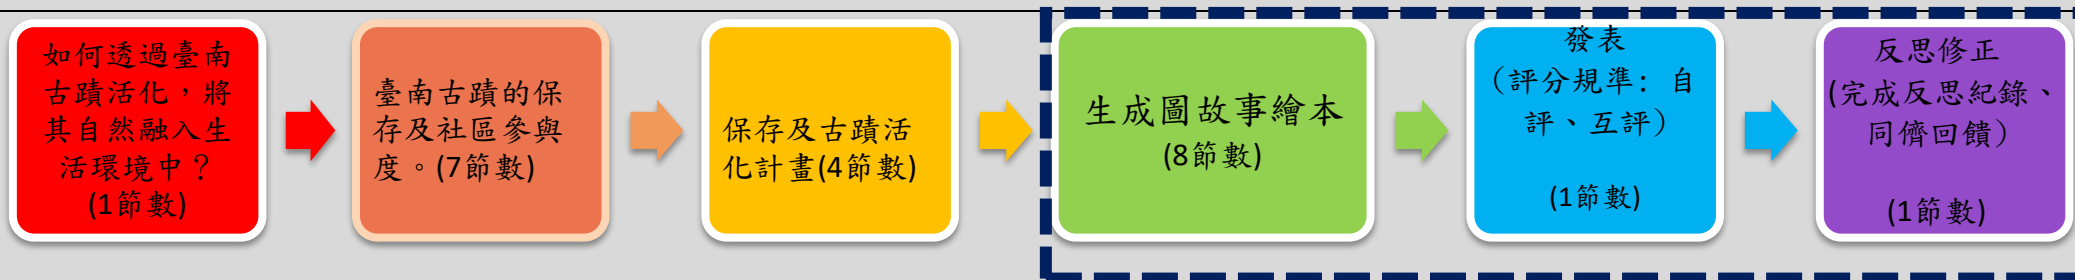 如何透過臺南
古蹟活化，將
其自然融入生
活環境中？
(1節數)
臺南古蹟的保
存及社區參與
度。(7節數)
保存及古蹟活
化計畫(4節數)
生成圖故事繪本
(8節數)
發表
（評分規準：自
評、互評）
(1節數)
反思修正
(完成反思紀錄、
同儕回饋）
(1節數)